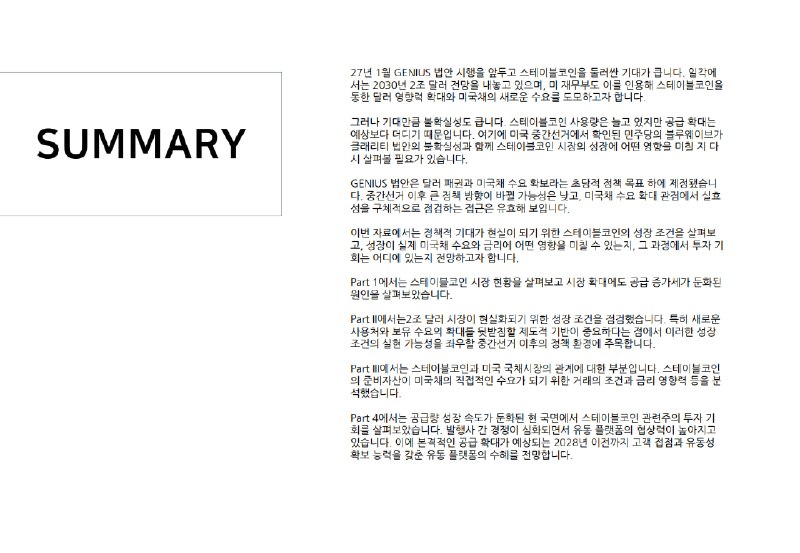 SUMMARY
27년 1월 GENIUS 법안 시행을 앞두고 스테이블코인을 둘러싼 기대가 큽니다. 일각에
서는 2030년 2조 달러 전망을 내놓고 있으며, 미 재무부도 이를 인용해 스테이블코인을
통한 달러 영향력 확대와 미국채의 새로운 수요를 도모하고자 합니다.
그러나 기대만큼 불확실성도 큽니다. 스테이블코인 사용량은 늘고 있지만 공급 확대는
예상보다 더디기 때문입니다. 여기에 미국 중간선거에서 확인된 민주당의 블루웨이브가
클래리티 법안의 불확실성과 함께 스테이블코인 시장의 성장에 어떤 영향을 미칠 지 다
시 살펴볼 필요가 있습니다.
GENIUS 법안은 달러 패권과 미국채 수요 확보라는 초당적 정책 목표 하에 제정됐습니
다. 중간선거 이후 큰 정책 방향이 바뀔 가능성은 낮고, 미국채 수요 확대 관점에서 실효
성을 구체적으로 점검하는 접근은 유효해 보입니다.
이번 자료에서는 정책적 기대가 현실이 되기 위한 스테이블코인의 성장 조건을 살펴보
고, 성장이 실제 미국채 수요와 금리에 어떤 영향을 미칠 수 있는지, 그 과정에서 투자 기
회는 어디에 있는지 전망하고자 합니다.
Part 1에서는 스테이블코인 시장 현황을 살펴보고 시장 확대에도 공급 증가세가 둔화된
원인을 살펴보았습니다.
Part II에서는2조 달러 시장이 현실화되기 위한 성장 조건을 점검했습니다. 특히 새로운
사용처와 보유 수요의 확대를 뒷받침할 제도적 기반이 중요하다는 점에서 이러한 성장
조건의 실현 가능성을 좌우할 중간선거 이후의 정책 환경에 주목합니다.
Part III에서는 스테이블코인과 미국 국채시장의 관계에 대한 부분입니다. 스테이블코인
의 준비자산이 미국채의 직접적인 수요가 되기 위한 거래의 조건과 금리 영향력 등을 분
석했습니다.
Part 4에서는 공급량 성장 속도가 둔화된 현 국면에서 스테이블코인 관련주의 투자 기
회를 살펴보았습니다. 발행사 간 경쟁이 심화되면서 유통 플랫폼의 협상력이 높아지고
있습니다. 이에 본격적인 공급 확대가 예상되는 2028년 이전까지 고객 접점과 유동성
확보 능력을 갖춘 유통 플랫폼의 수혜를 전망합니다.